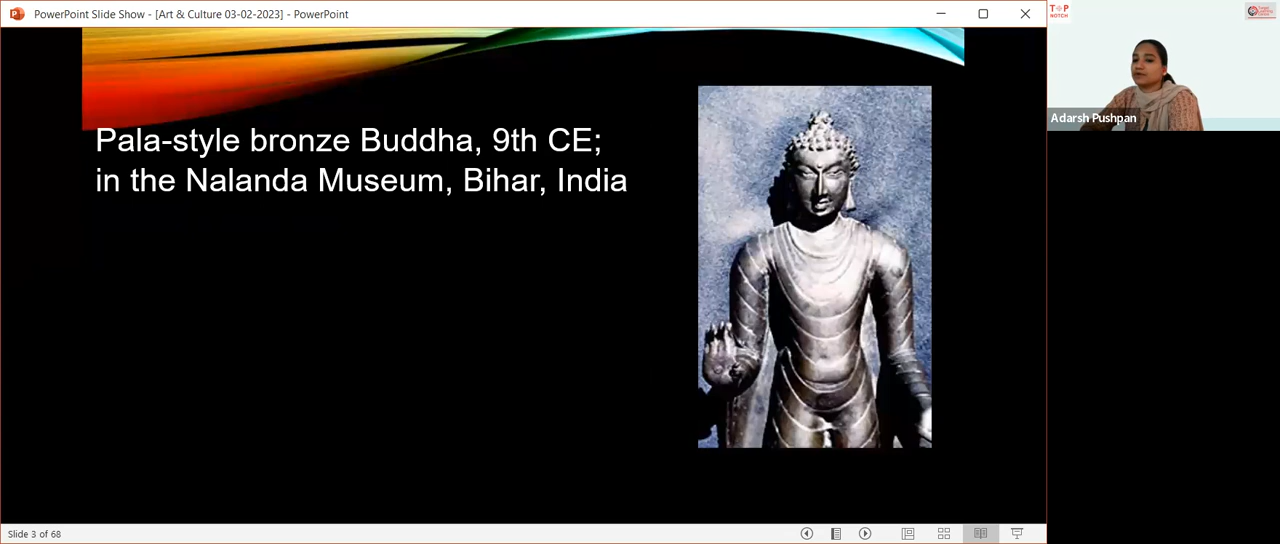 PowerPoint Slide Show - [Art & Culture 03-02-2023] - PowerPoint
T P
NOTCH
Adarsh Pushpan
Pala-style bronze Buddha, 9th CE;
in the Nalanda Museum, Bihar, India
Slide 3 of 68